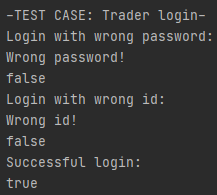 –TEST CASE: Trader login–
Login with wrong password:
Wrong password!
false
Login with wrong id:
Wrong id!
false
Successful login:
true